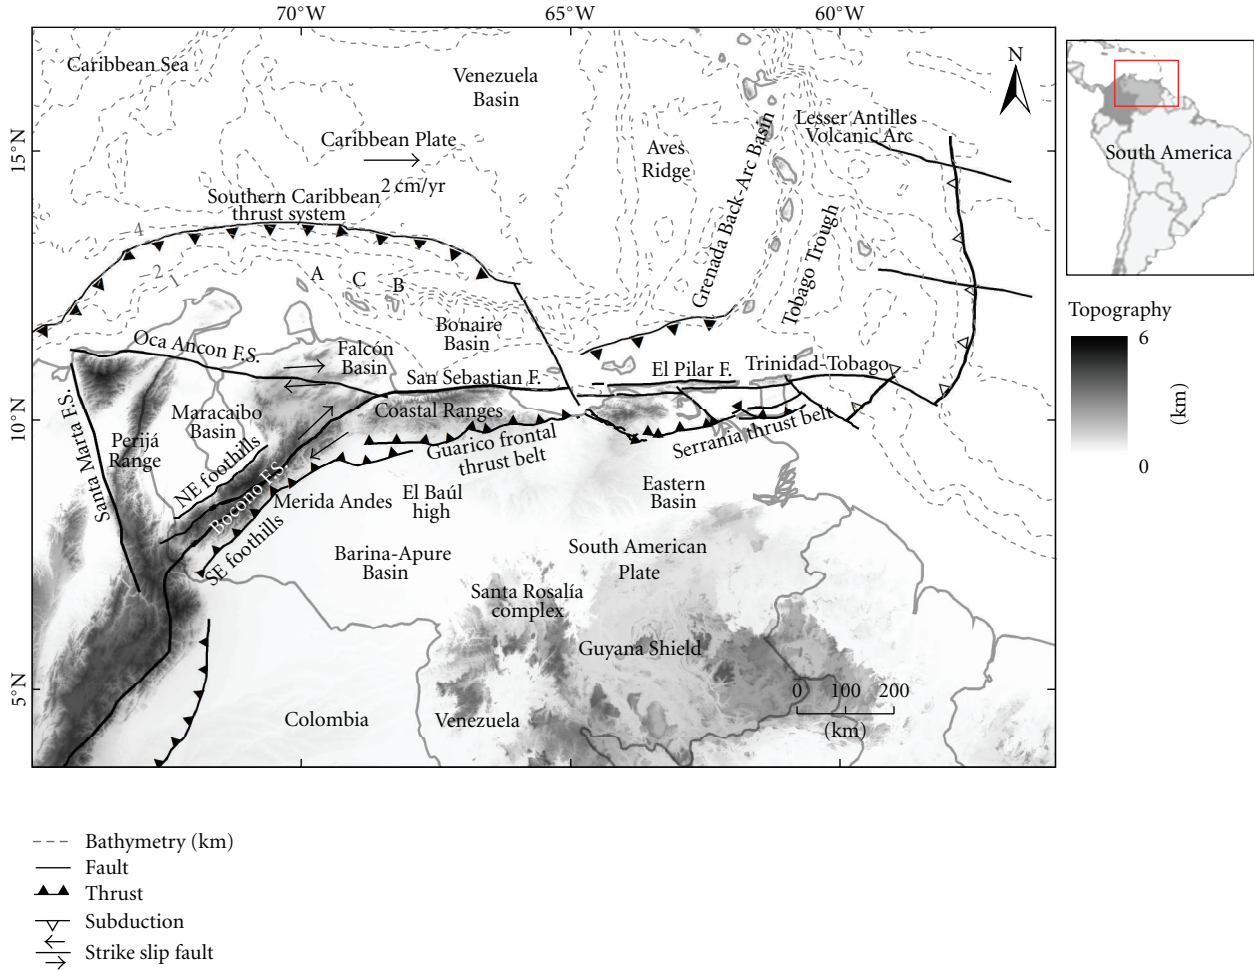 70°W
65°W
60°W
15°N
10°N
5°N
Caribbean Sea
Venezuela
Basin
N
Caribbean Plate
2 cm/yr
Lesser Antilles
Volcanic Arc
Aves
Ridge
Grenada Back-Arc Basin
Tobago Trough
Southern Caribbean
thrust system
−4
−2
−1
A
C
B
Bonaire
Basin
Oca Ancon F.S.
Falcón
Basin
San Sebastian F.
El Pilar F.
Trinidad-Tobago
Santa Marta F.S.
Perijá
Range
Maracaibo
Basin
Coastal Ranges
NE foothills
Bocono F.S.
SE foothills
Merida Andes
Guarico frontal
thrust belt
Serrania thrust belt
El Baúl
high
Eastern
Basin
Barina-Apure
Basin
South American
Plate
Santa Rosalía
complex
Guyana Shield
Colombia
Venezuela
0 100 200
(km)
South America
Topography
6
(km)
0
Bathymetry (km)
Fault
Thrust
Subduction
Strike slip fault